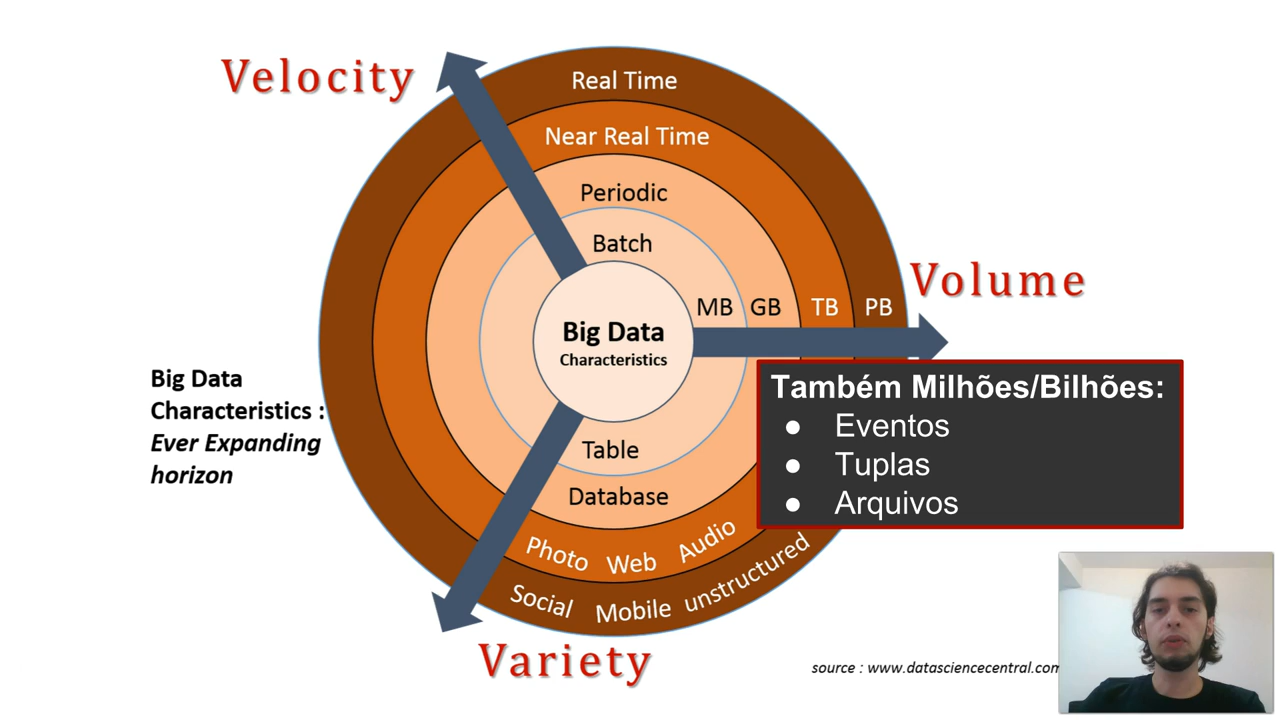 Velocity
Real Time
Near Real Time
Periodic
Batch
Volume
MB GB TB PB
Big Data
Characteristics
Big Data
Characteristics :
Ever Expanding
horizon
Também Milhões/Bilhões:
● Eventos
● Tuplas
● Arquivos
Table
Database
Photo Web Audio
Social Mobile unstructured
Variety
source : www.datasciencecentral.com